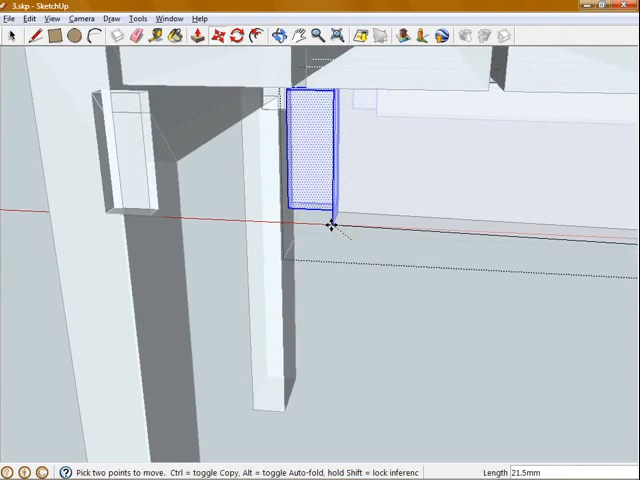 3.skp - SketchUp
File Edit View Camera Draw Tools Window Help
Pick two points to move. Ctrl = toggle Copy, Alt = toggle Auto-fold, hold Shift = lock inferenc
Length 21.5mm